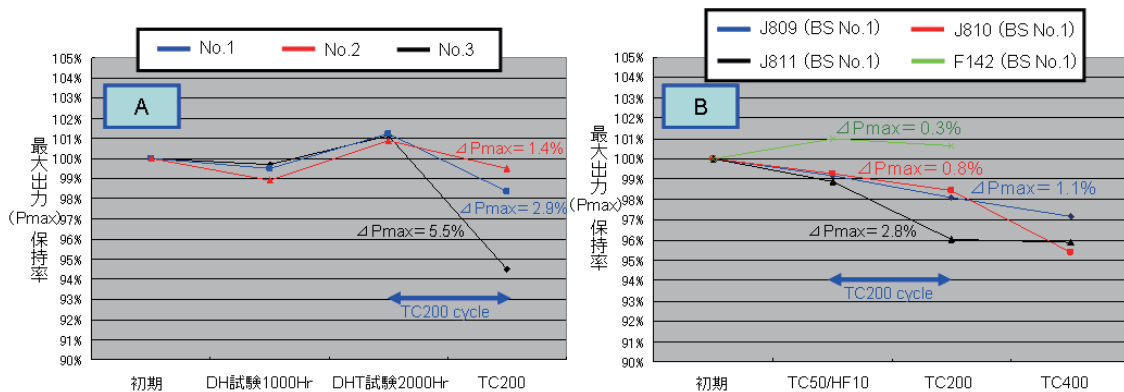 No.1 No.2 No.3
A
105%
104%
103%
102%
101%
100%
99%
98%
97%
96%
95%
94%
93%
92%
91%
90%
最大出力(Pmax)保持率
⊿Pmax=1.4%
⊿Pmax=2.9%
⊿Pmax=5.5%
TC200 cycle
初期 DH試験1000Hr DHT試験2000Hr TC200
J809 (BS No.1) J810 (BS No.1)
J811 (BS No.1) F142 (BS No.1)
B
105%
104%
103%
102%
101%
100%
99%
98%
97%
96%
95%
94%
93%
92%
91%
90%
最大出力(Pmax)保持率
⊿Pmax=0.3%
⊿Pmax=0.8%
⊿Pmax=1.1%
⊿Pmax=2.8%
TC200 cycle
初期 TC50/HF10 TC200 TC400